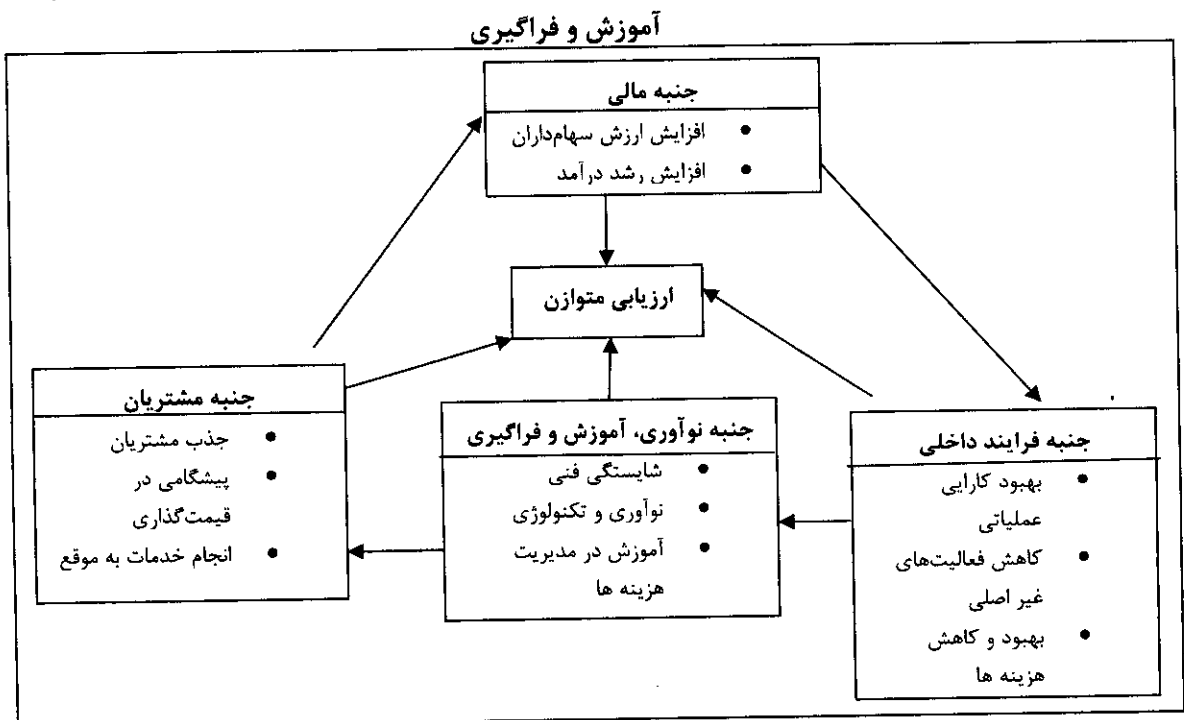 آموزش و فراگیری
جنبه مالی
• افزایش ارزش سهام‌داران
• افزایش رشد درآمد
ارزیابی متوازن
جنبه فرایند داخلی
• بهبود کارایی
عملیاتی
• کاهش فعالیت‌های
غیر اصلی
• بهبود و کاهش
هزینه ها
جنبه نوآوری، آموزش و فراگیری
• شایستگی فنی
• نوآوری و تکنولوژی
• آموزش در مدیریت
هزینه ها
جنبه مشتریان
• جذب مشتریان
• پیشگامی در
قیمت‌گذاری
• انجام خدمات به موقع